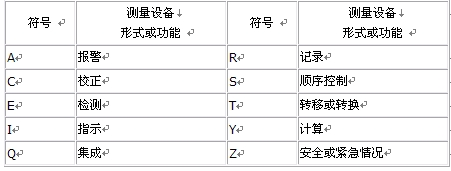 符号 测量设备 符号 测量设备
形式或功能 形式或功能
A 报警 R 记录
C 校正 S 顺序控制
E 检测 T 转移或转换
I 指示 Y 计算
Q 集成 Z 安全或紧急情况